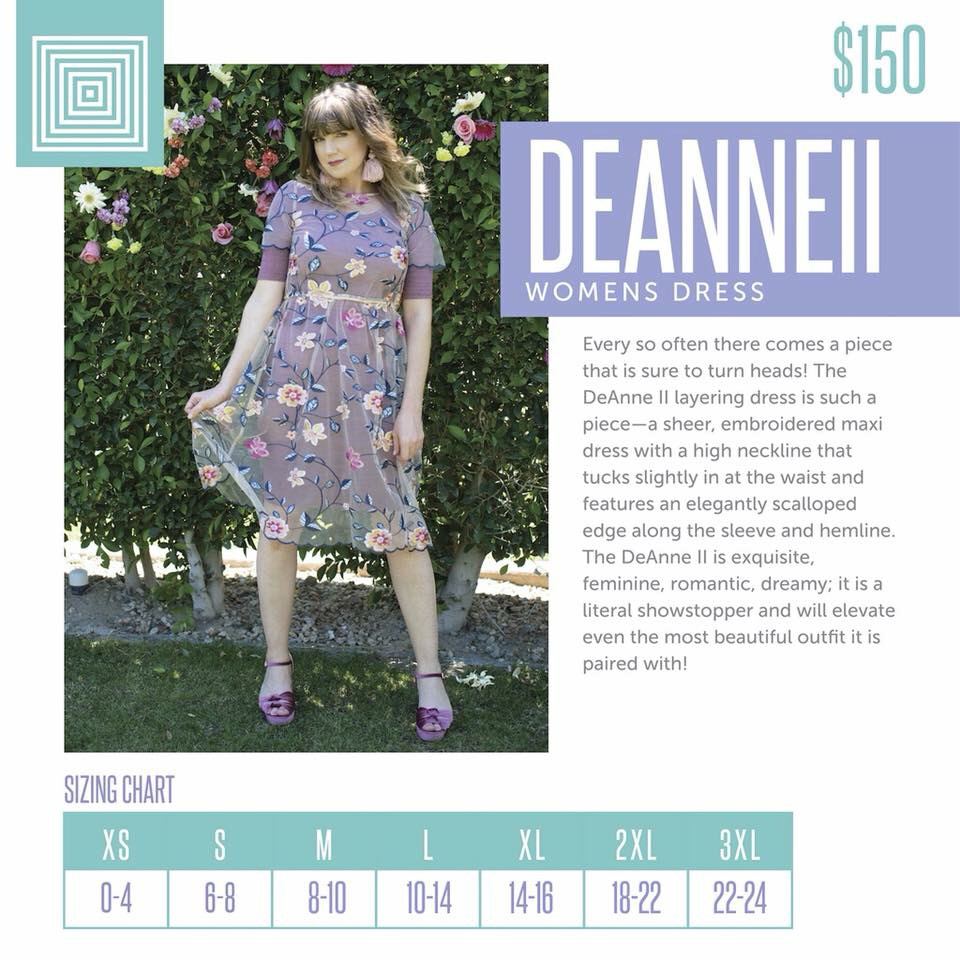 $150
DEANNEII
WOMENS DRESS
Every so often there comes a piece
that is sure to turn heads! The
DeAnne II layering dress is such a
piece—a sheer, embroidered maxi
dress with a high neckline that
tucks slightly in at the waist and
features an elegantly scalloped
edge along the sleeve and hemline.
The DeAnne II is exquisite,
feminine, romantic, dreamy; it is a
literal showstopper and will elevate
even the most beautiful outfit it is
paired with!
SIZING CHART
XS S M L XL 2XL 3XL
0-4 6-8 8-10 10-14 14-16 18-22 22-24